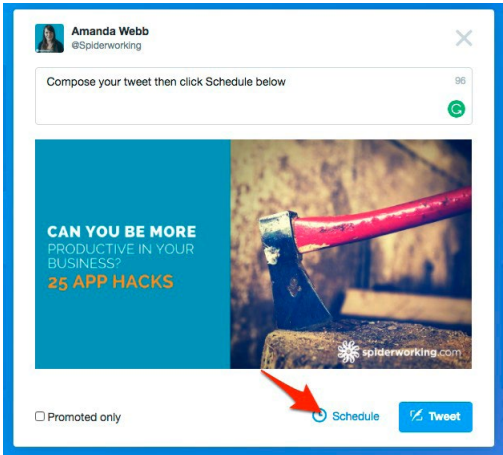 Amanda Webb
@Spiderworking
Compose your tweet then click Schedule below
96
CAN YOU BE MORE
PRODUCTIVE IN YOUR
BUSINESS?
25 APP HACKS
spiderworking.com
Promoted only
Schedule
Tweet